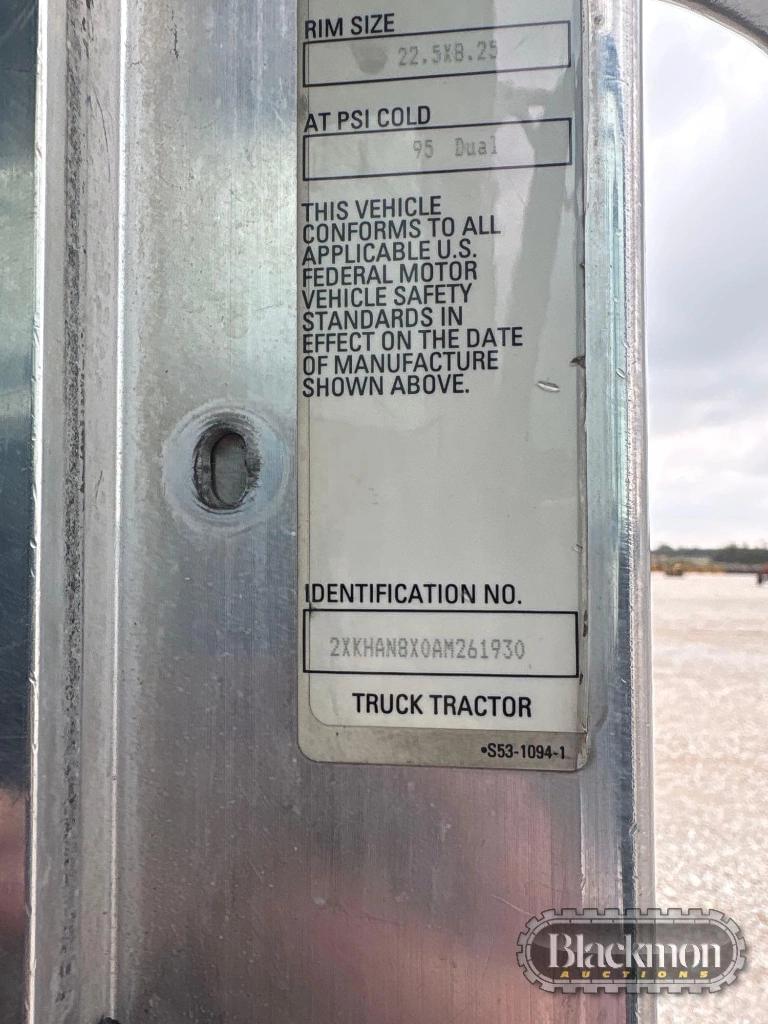 RIM SIZE
22.5X8.25
AT PSI COLD
95 Dual
THIS VEHICLE
CONFORMS TO ALL
APPLICABLE U.S.
FEDERAL MOTOR
VEHICLE SAFETY
STANDARDS IN
EFFECT ON THE DATE
OF MANUFACTURE
SHOWN ABOVE.
IDENTIFICATION NO.
2XKHAN8X0AM261930
TRUCK TRACTOR
•S53-1094-1
Blackmon
AUCTIONS